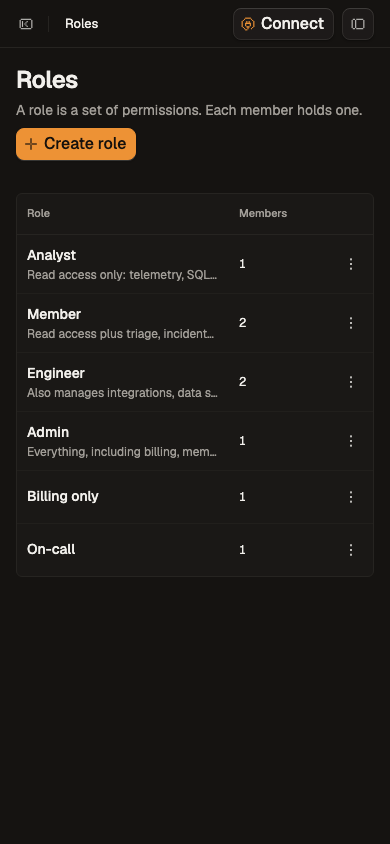 Roles
Connect
Roles
A role is a set of permissions. Each member holds one.
Create role
Role
Members
Analyst
Read access only: telemetry, SQL...
1
Member
Read access plus triage, incident...
2
Engineer
Also manages integrations, data s...
2
Admin
Everything, including billing, mem...
1
Billing only
1
On-call
1